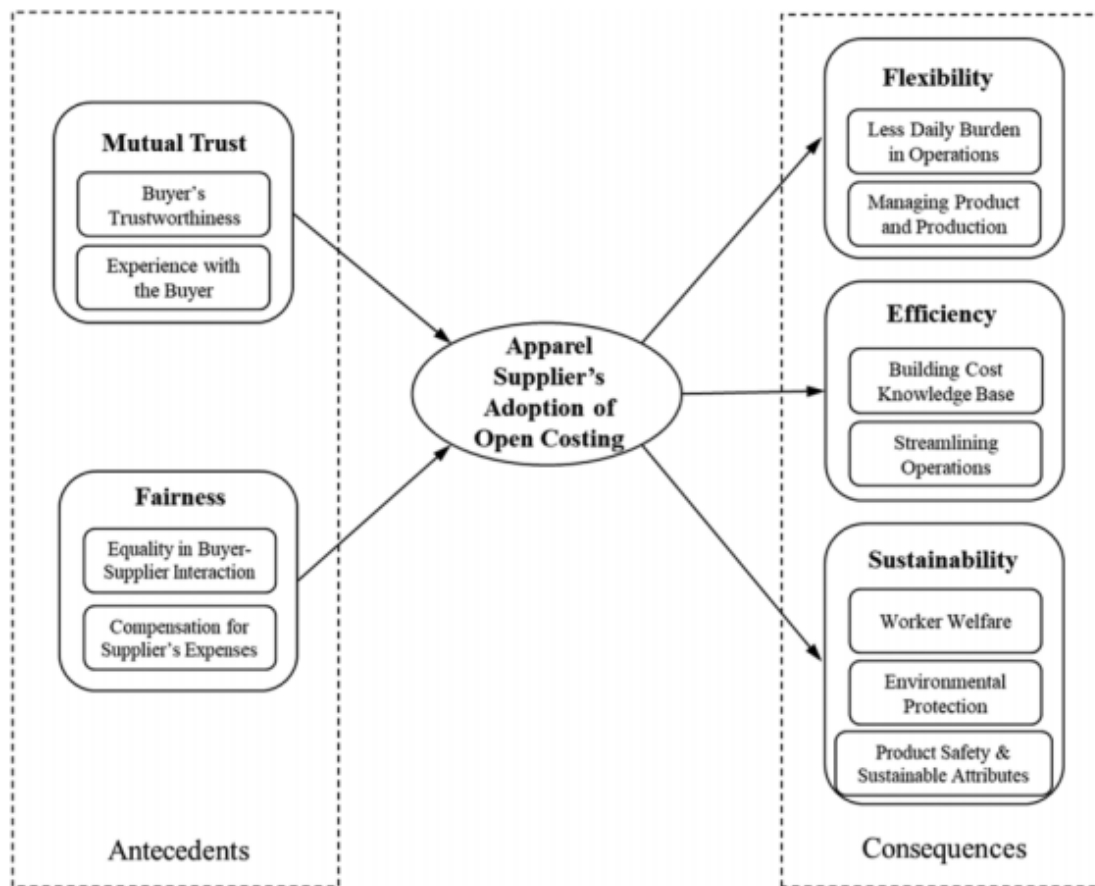 Mutual Trust
Buyer's
Trustworthiness
Experience with
the Buyer
Fairness
Equality in Buyer-
Supplier Interaction
Compensation for
Supplier's Expenses
Antecedents
Apparel
Supplier's
Adoption of
Open Costing
Flexibility
Less Daily Burden
in Operations
Managing Product
and Production
Efficiency
Building Cost
Knowledge Base
Streamlining
Operations
Sustainability
Worker Welfare
Environmental
Protection
Product Safety &
Sustainable Attributes
Consequences